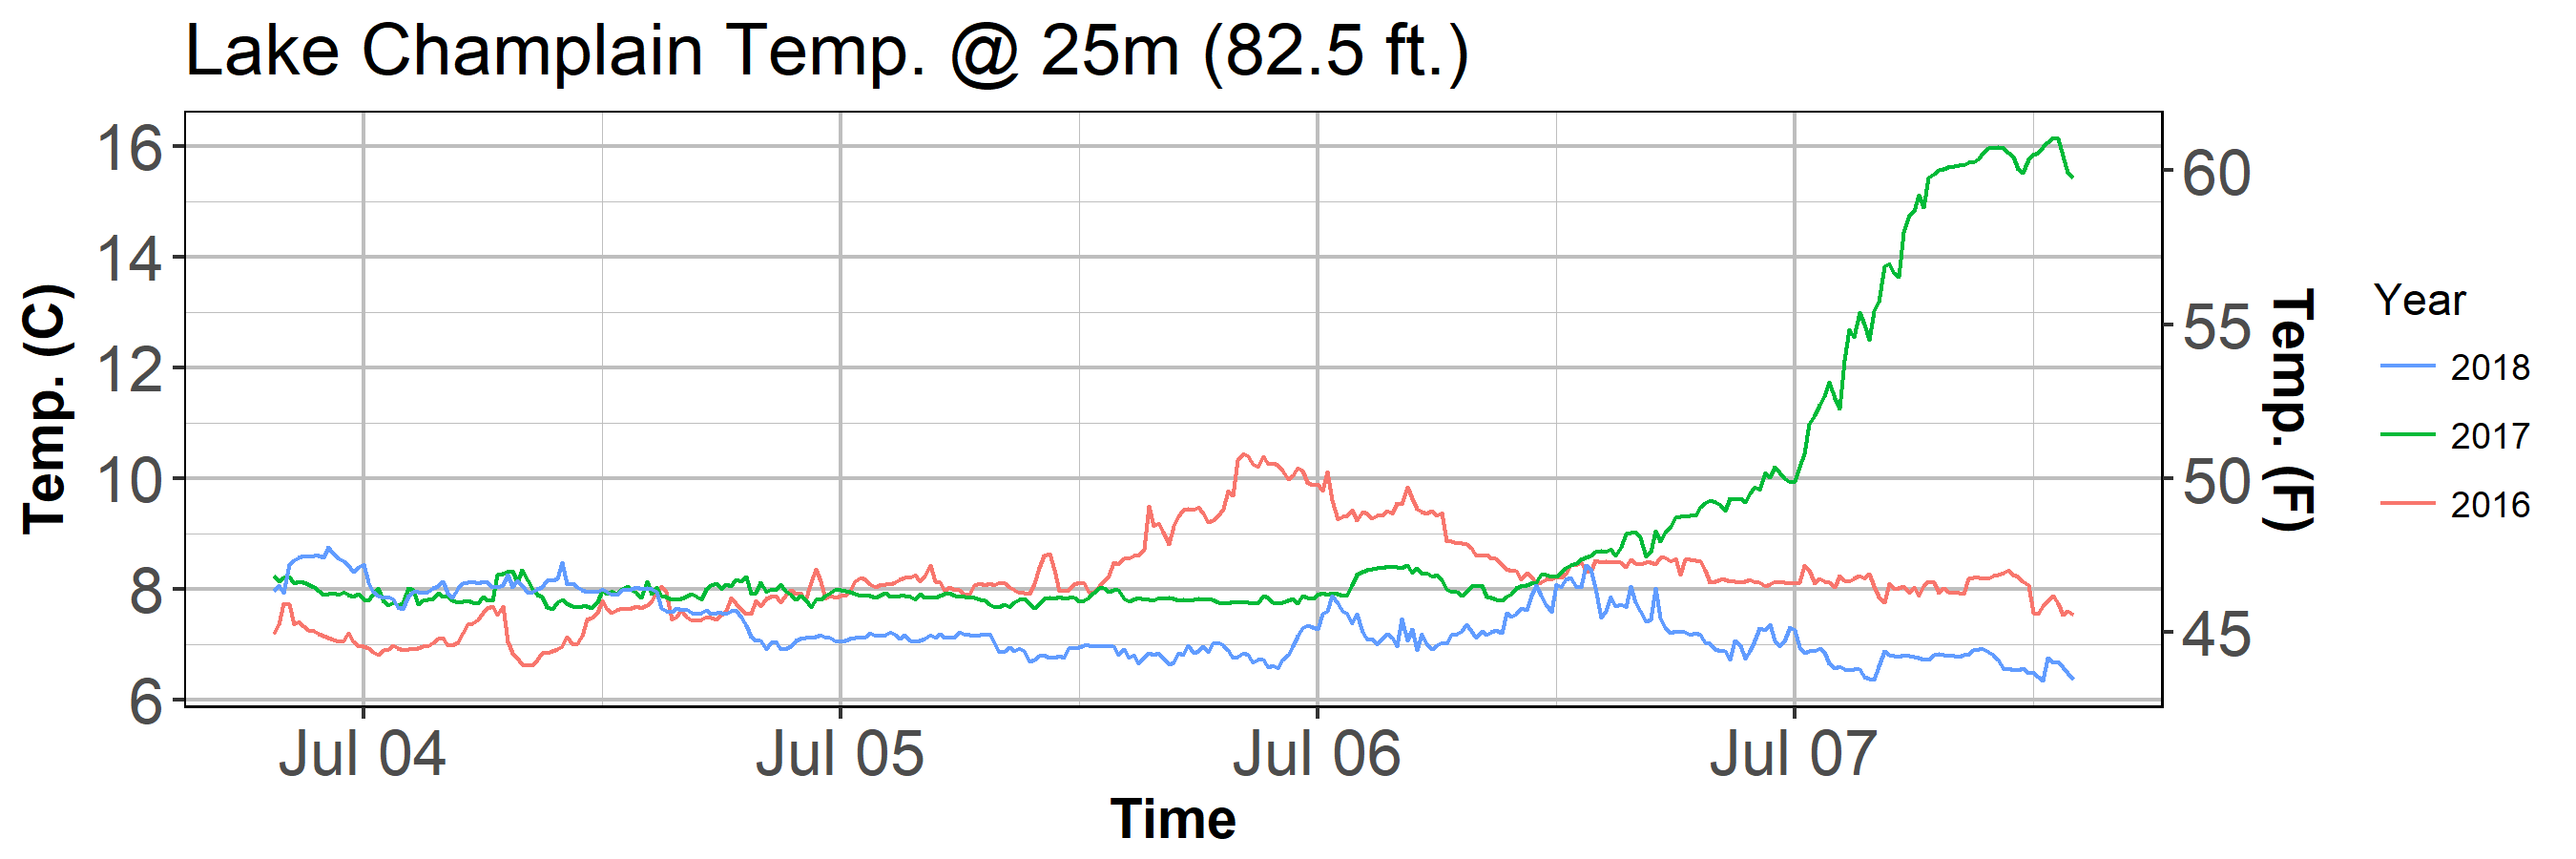 Lake Champlain Temp. @ 25m (82.5 ft.)
16
14
12
10
8
6
Temp. (C)
60
55
50
45
Temp. (F)
Jul 04 Jul 05 Jul 06 Jul 07
Time
Year
2018
2017
2016